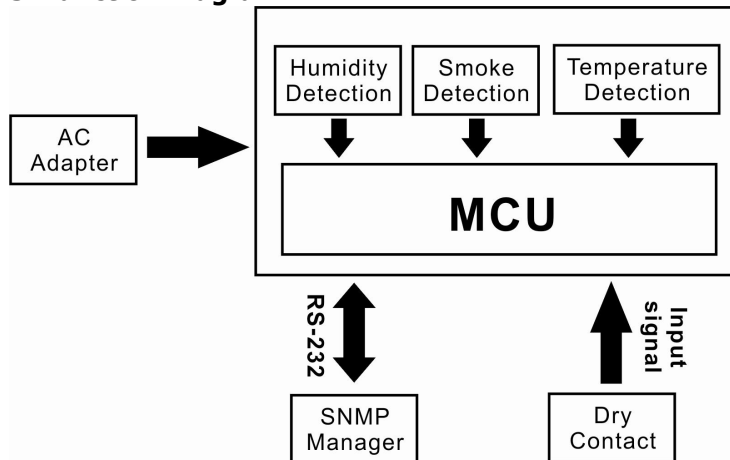 Humidity
Detection
Smoke
Detection
Temperature
Detection
AC
Adapter
MCU
RS-232
Input
signal
SNMP
Manager
Dry
Contact